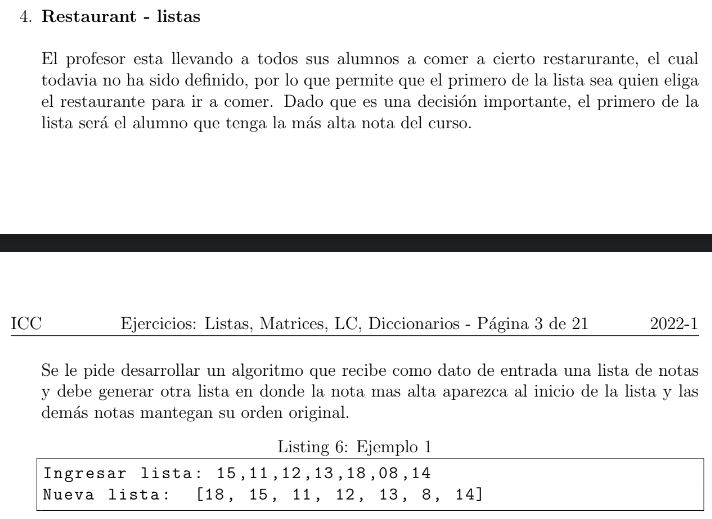 4. Restaurant - listas
El profesor esta llevando a todos sus alumnos a comer a cierto restarurante, el cual
todavia no ha sido definido, por lo que permite que el primero de la lista sea quien eliga
el restaurante para ir a comer. Dado que es una decisión importante, el primero de la
lista será el alumno que tenga la más alta nota del curso.
ICC Ejercicios: Listas, Matrices, LC, Diccionarios - Página 3 de 21 2022-1
Se le pide desarrollar un algoritmo que recibe como dato de entrada una lista de notas
y debe generar otra lista en donde la nota mas alta aparezca al inicio de la lista y las
demás notas mantegan su orden original.
Listing 6: Ejemplo 1
Ingresar lista: 15,11,12,13,18,08,14
Nueva lista: [18, 15, 11, 12, 13, 8, 14]